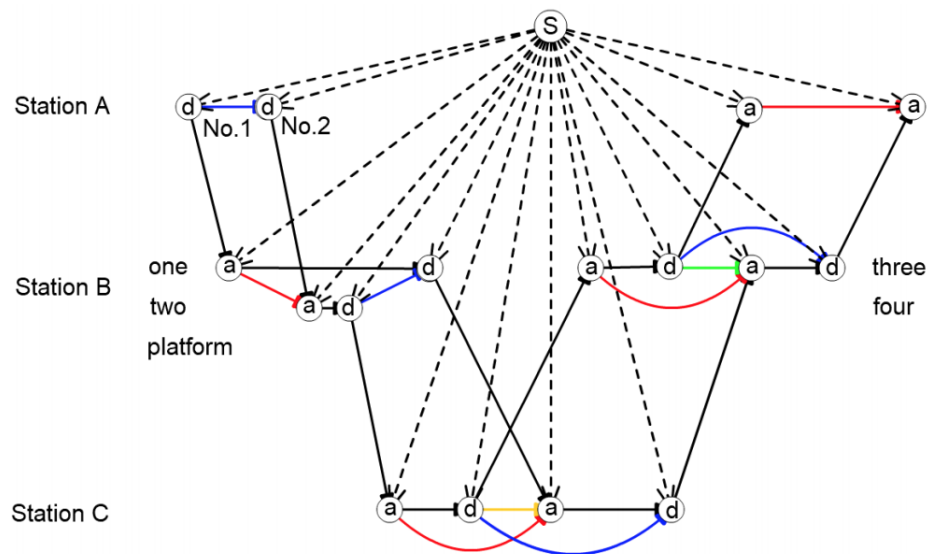 S
Station A
d
d
a
a
No.1
No.2
Station B
one
a
d
a
d
a
d
three
two
a
d
four
platform
Station C
a
d
a
d